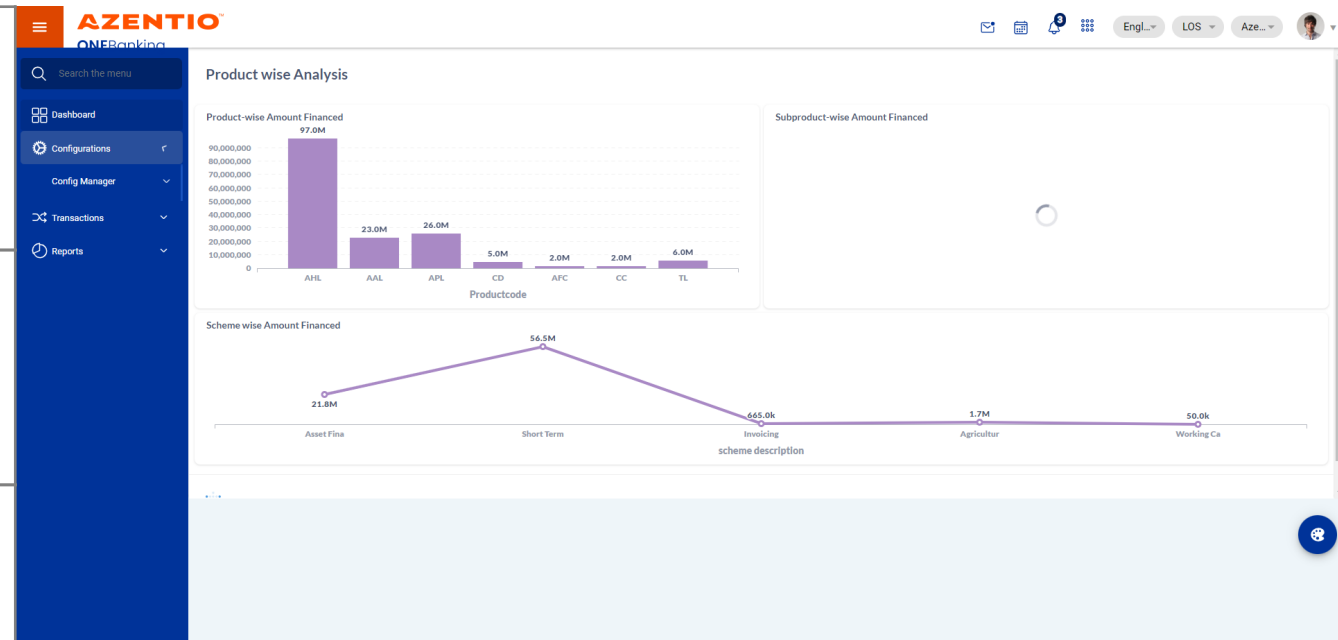 AZENTIO
ONEBanking
3
Engl...
LOS
Aze...
Search the menu
Dashboard
Configurations
Config Manager
Transactions
Reports
Product wise Analysis
Product-wise Amount Financed
97.0M
90,000,000
80,000,000
70,000,000
60,000,000
50,000,000
40,000,000
30,000,000
20,000,000
10,000,000
0
23.0M
26.0M
5.0M
2.0M
2.0M
6.0M
AHL AAL APL CD AFC CC TL
Productcode
Subproduct-wise Amount Financed
Scheme wise Amount Financed
56.5M
21.8M
665.0k
1.7M
50.0k
Asset Fina Short Term Invoicing Agricultur Working Ca
scheme description